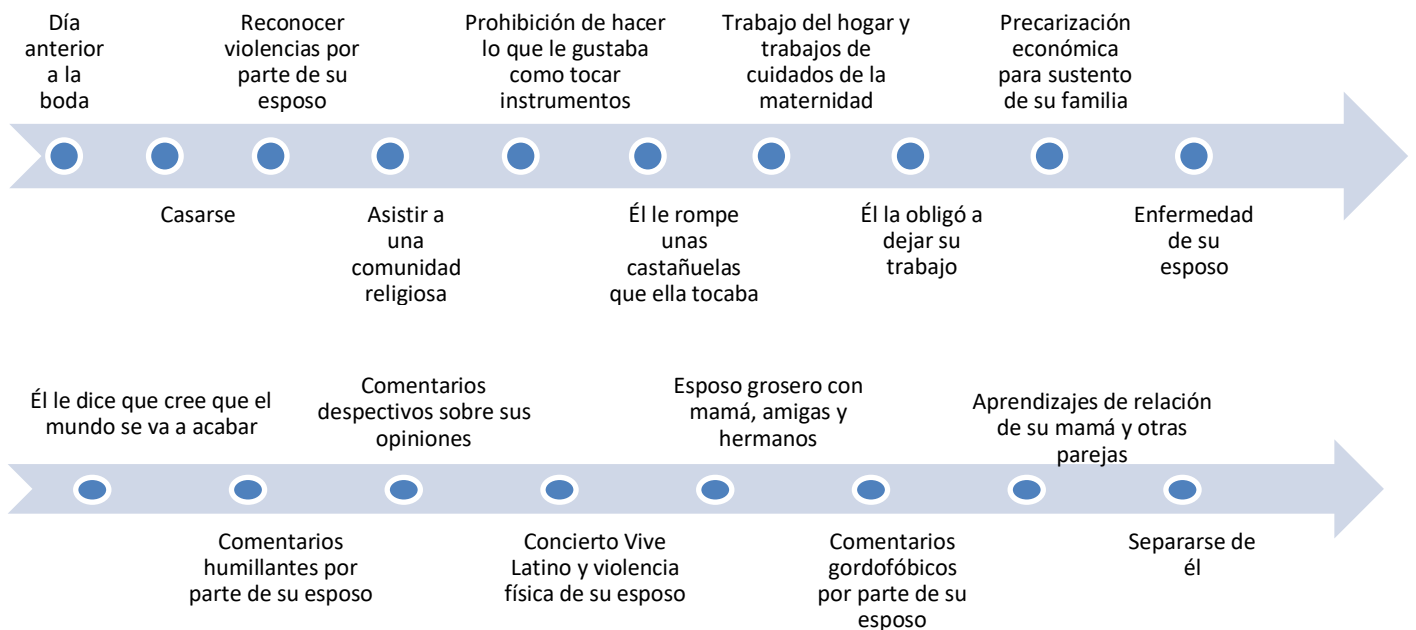 Día
anterior
a la
boda
Casarse
Reconocer
violencias por
parte de su
esposo
Asistir a
una
comunidad
religiosa
Prohibición de hacer
lo que le gustaba
como tocar
instrumentos
Él le rompe
unas
castañuelas
que ella tocaba
Trabajo del hogar y
trabajos de
cuidados de la
maternidad
Él la obligó a
dejar su
trabajo
Precarización
económica
para sustento
de su familia
Enfermedad
de su
esposo
Él le dice que cree que el
mundo se va a acabar
Comentarios
humillantes por
parte de su esposo
Comentarios
despectivos sobre sus
opiniones
Concierto Vive
Latino y violencia
física de su esposo
Esposo grosero con
mamá, amigas y
hermanos
Comentarios
gordofóbicos
por parte de su
esposo
Aprendizajes de relación
de su mamá y otras
parejas
Separarse de
él